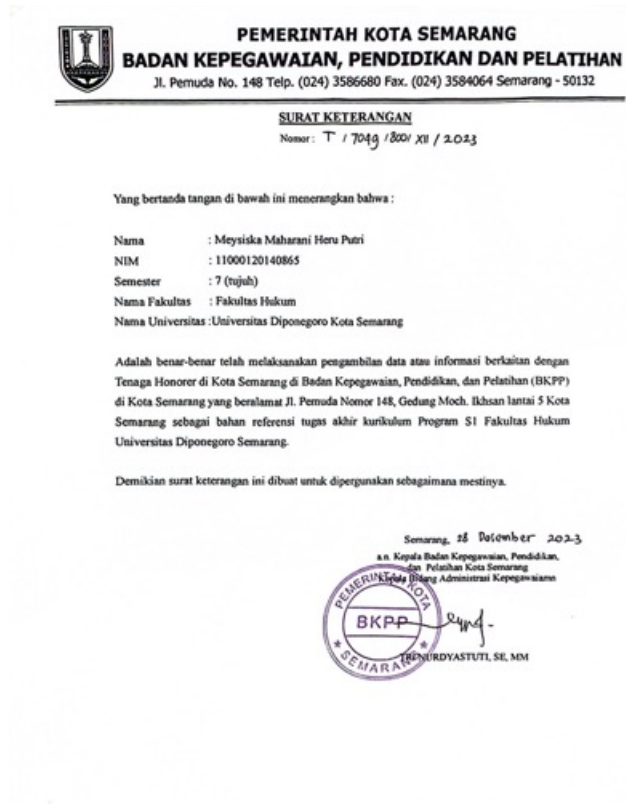 PEMERINTAH KOTA SEMARANG
BADAN KEPEGAWAIAN, PENDIDIKAN DAN PELATIHAN
Jl. Pemuda No. 148 Telp. (024) 3586680 Fax. (024) 3584064 Semarang - 50132
SURAT KETERANGAN
Nomor: T / 7049 / 800 / XII / 2023
Yang bertanda tangan di bawah ini menerangkan bahwa :
Nama : Meysiska Maharani Heru Putri
NIM : 11000120140865
Semester : 7 (tujuh)
Nama Fakultas : Fakultas Hukum
Nama Universitas :Universitas Diponegoro Kota Semarang
Adalah benar-benar telah melaksanakan pengambilan data atau informasi berkaitan dengan
Tenaga Honorer di Kota Semarang di Badan Kepegawaian, Pendidikan, dan Pelatihan (BKPP)
di Kota Semarang yang beralamat Jl. Pemuda Nomor 148, Gedung Moch. Ikhsan lantai 5 Kota
Semarang sebagai bahan referensi tugas akhir kurikulum Program S1 Fakultas Hukum
Universitas Diponegoro Semarang.
Demikian surat keterangan ini dibuat untuk dipergunakan sebagaimana mestinya.
Semarang, 28 Desember 2023
a.n. Kepala Badan Kepegawaian, Pendidikan,
dan Pelatihan Kota Semarang
Kepala Bidang Administrasi Kepegawaian
PEMERINTAH KOTA
BKPP
SEMARANG
NURDYASTUTI, SE, MM